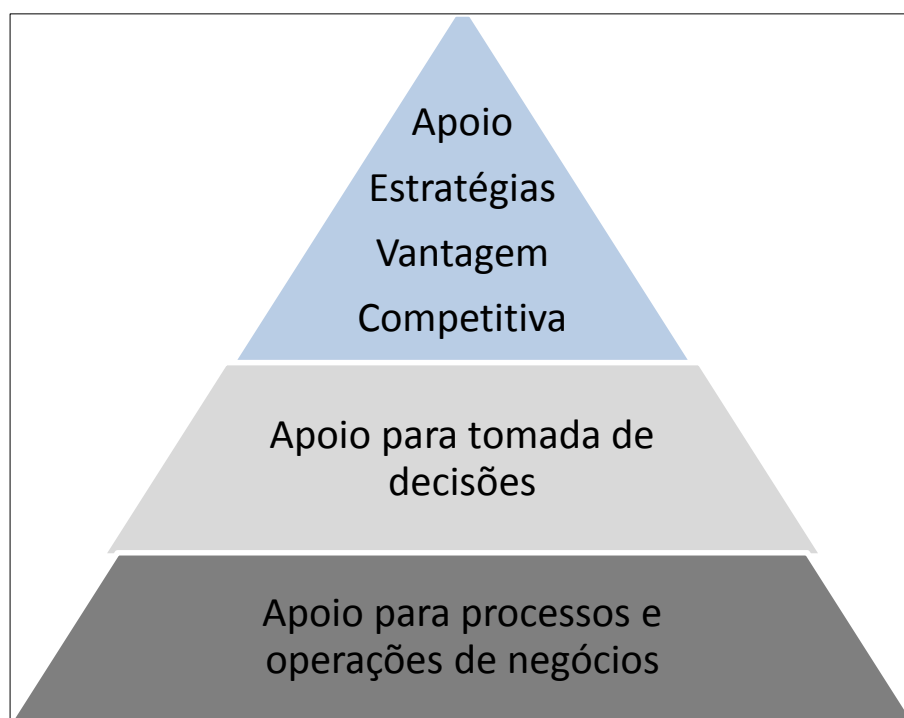 Apoio
Estratégias
Vantagem
Competitiva
Apoio para tomada de
decisões
Apoio para processos e
operações de negócios